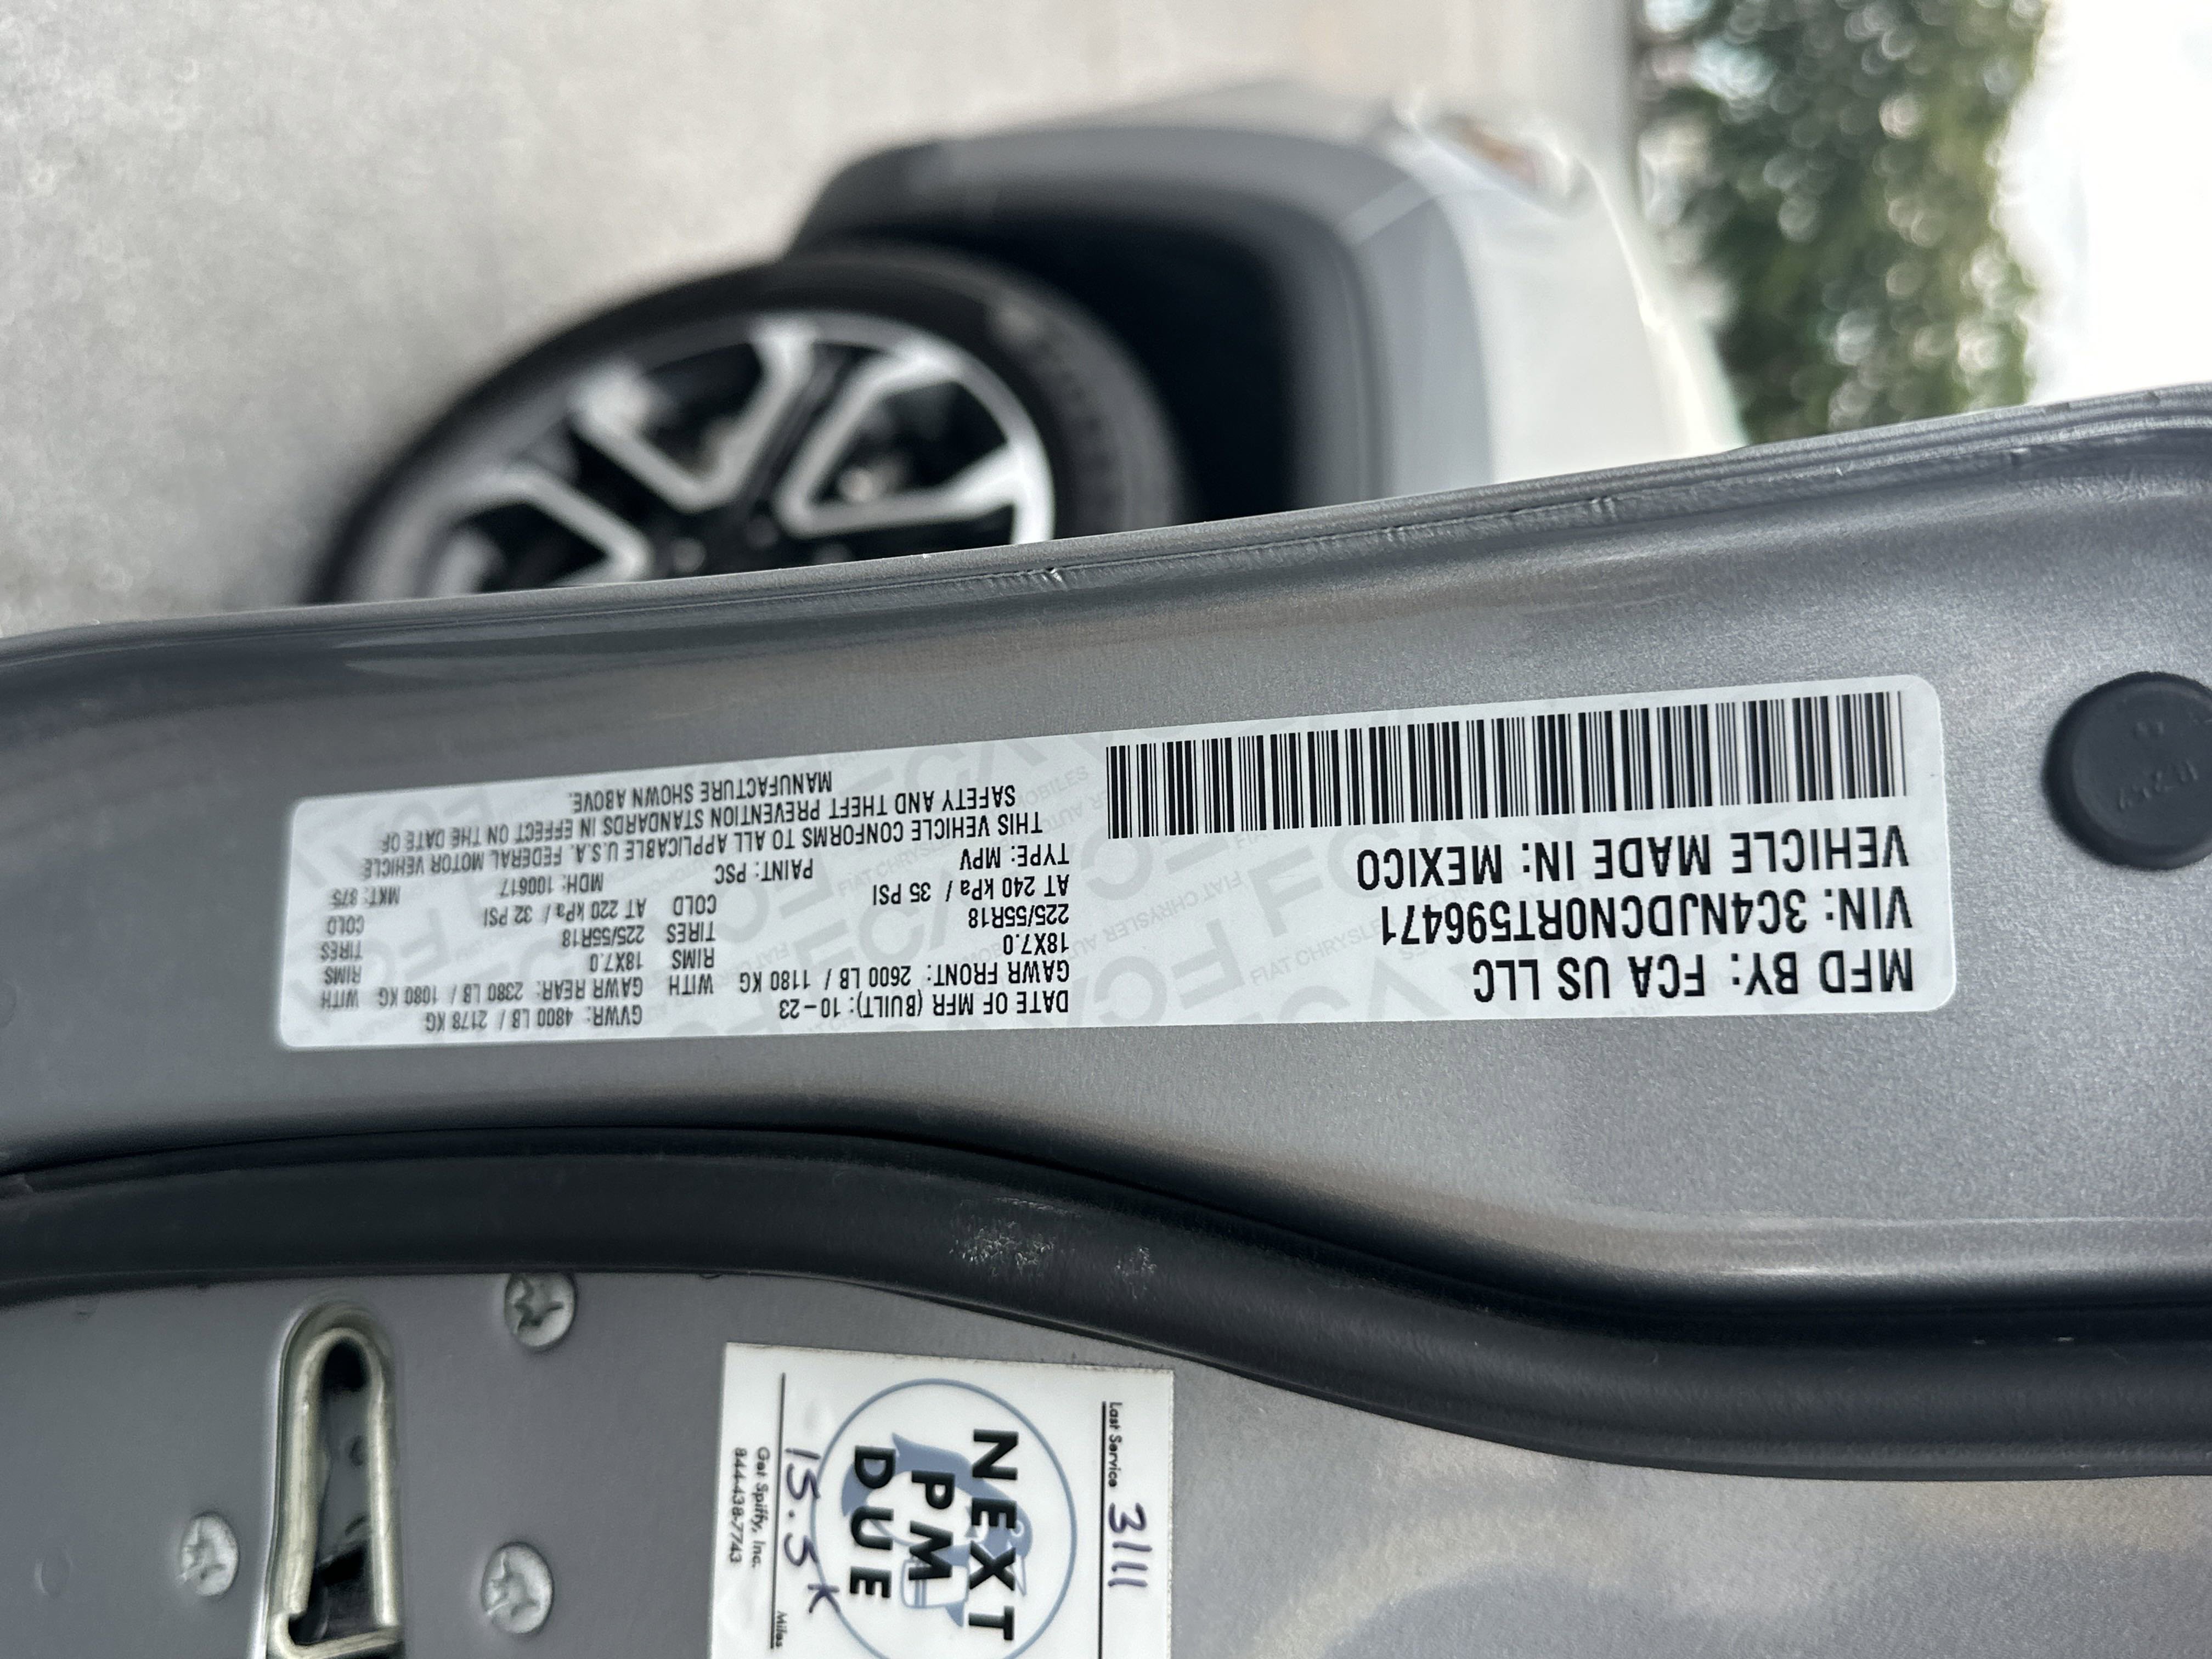 MFD BY: FCA US LLC
VIN: 3C4NJDCN0RT596471
VEHICLE MADE IN: MEXICO
DATE OF MFR (BUILT): 10-23
GVWR: 4800 LB / 2178 KG
GAWR FRONT: 2600 LB / 1180 KG WITH
GAWR REAR: 2380 LB / 1080 KG WITH
18X7.0 RIMS
18X7.0 RIMS
225/55R18 TIRES
225/55R18 TIRES
AT 240 kPa / 35 PSI COLD
AT 220 kPa / 32 PSI COLD
TYPE: MPV
PAINT: PSC
MDH: 100617
MKT: 875
THIS VEHICLE CONFORMS TO ALL APPLICABLE U.S.A. FEDERAL MOTOR VEHICLE
SAFETY AND THEFT PREVENTION STANDARDS IN EFFECT ON THE DATE OF
MANUFACTURE SHOWN ABOVE.
Last Service 3111
NEXT
PM
DUE
15.5K Miles
Get Spiffy, Inc.
844-438-7743